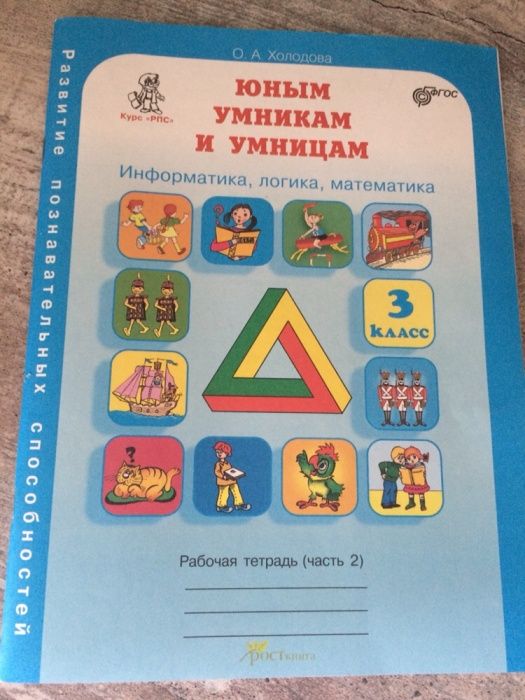 О. А Холодова
ЮНЫМ
УМНИКАМ
И УМНИЦАМ
Курс «РПС»
ФГОС
Информатика, логика, математика
3
КЛАСС
?
Рабочая тетрадь (часть 2)
росткнига
Развитие познавательных способностей